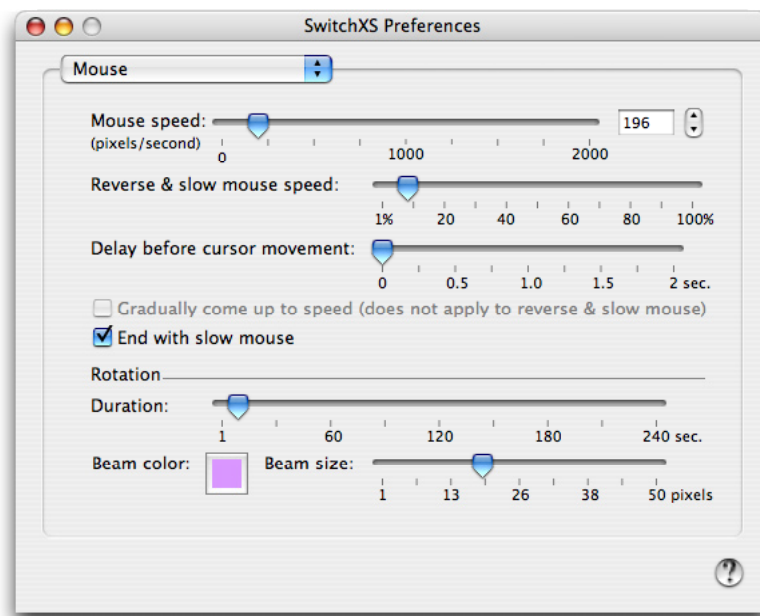 SwitchXS Preferences
Mouse
Mouse speed: 196
(pixels/second)
0 1000 2000
Reverse & slow mouse speed:
1% 20 40 60 80 100%
Delay before cursor movement:
0 0.5 1.0 1.5 2 sec.
Gradually come up to speed (does not apply to reverse & slow mouse)
End with slow mouse
Rotation
Duration:
1 60 120 180 240 sec.
Beam color: Beam size:
1 13 26 38 50 pixels
?